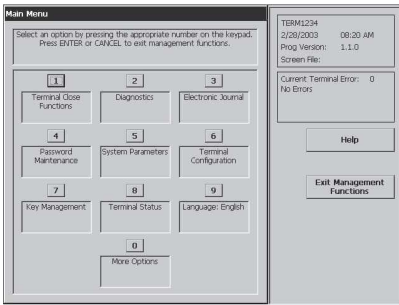 Main Menu
Select an option by pressing the appropriate number on the keypad.
Press ENTER or CANCEL to exit management functions.
1
Terminal Close
Functions
2
Diagnostics
3
Electronic Journal
4
Password
Maintenance
5
System Parameters
6
Terminal
Configuration
7
Key Management
8
Terminal Status
9
Language: English
0
More Options
TERM1234
2/28/2003 08:20 AM
Prog Version: 1.1.0
Screen File:
Current Terminal Error: 0
No Errors
Help
Exit Management
Functions